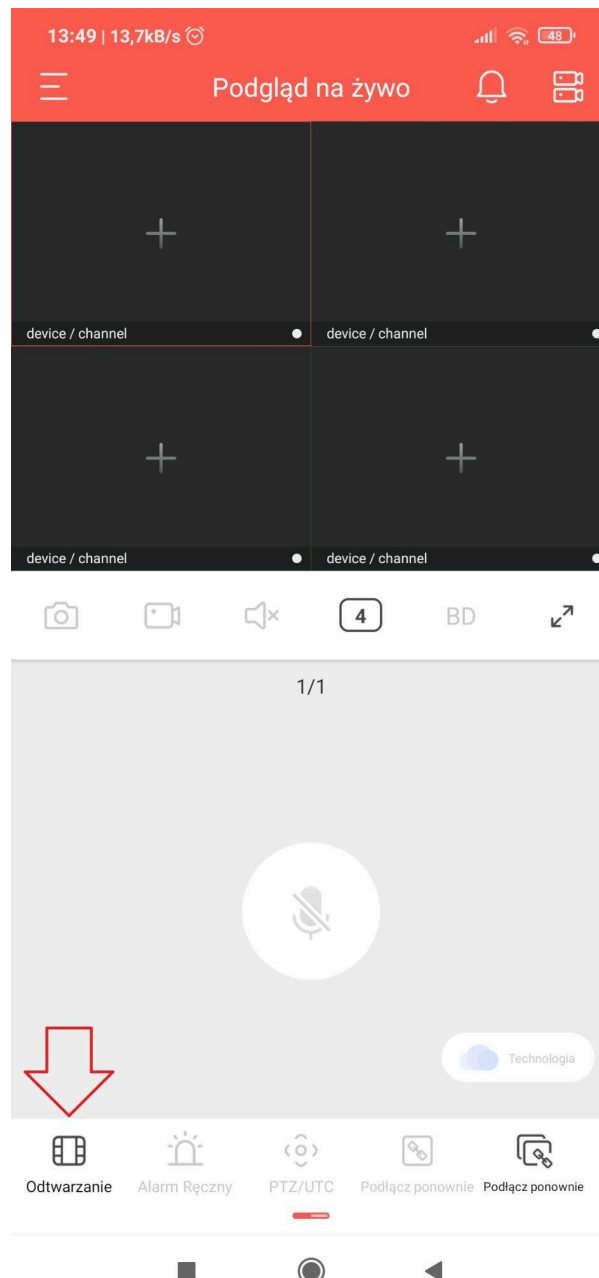 13:49 | 13,7kB/s
48
Podgląd na żywo
device / channel
device / channel
device / channel
device / channel
4
BD
1/1
Technologia
Odtwarzanie
Alarm Ręczny
PTZ/UTC
Podłącz ponownie
Podłącz ponownie